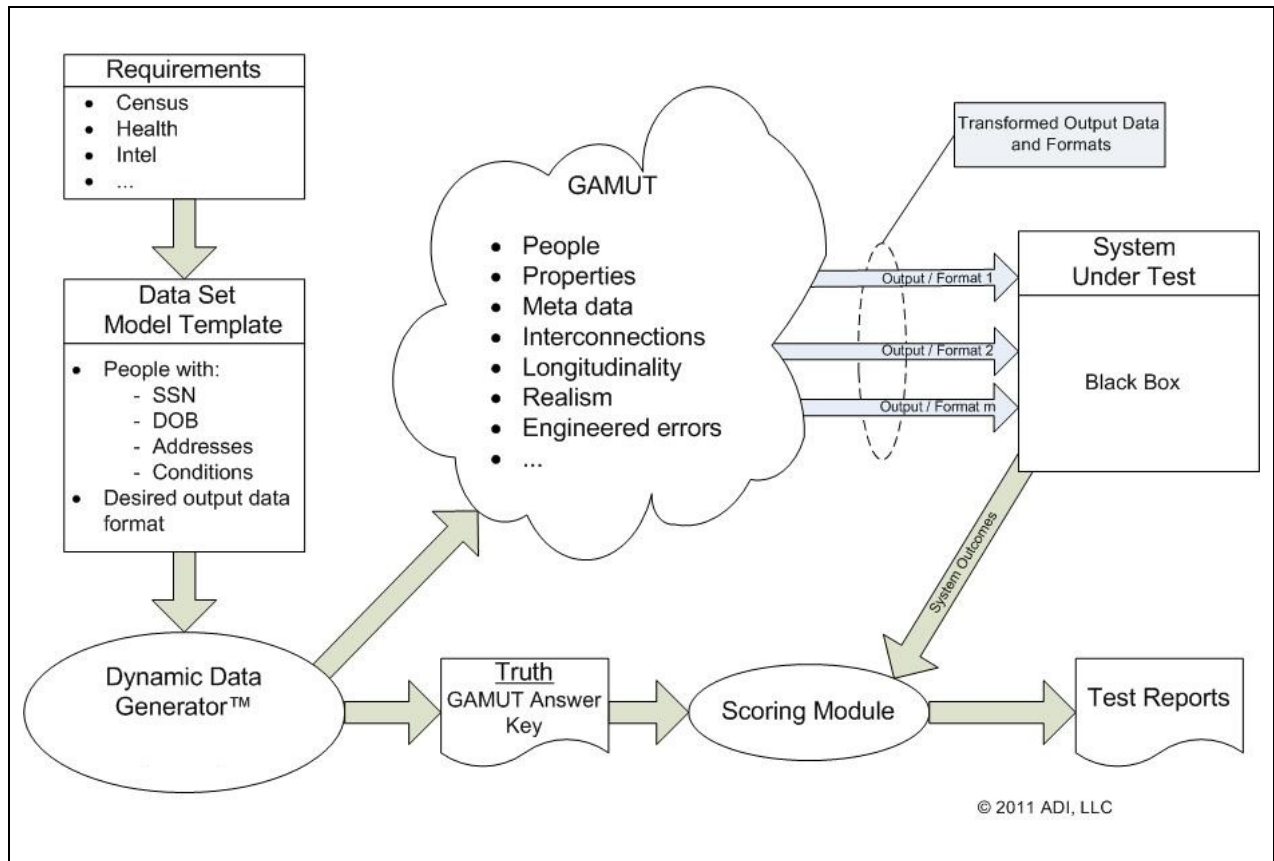 Requirements
• Census
• Health
• Intel
• ...
Data Set
Model Template
• People with:
- SSN
- DOB
- Addresses
- Conditions
• Desired output data
format
Dynamic Data
Generator™
GAMUT
• People
• Properties
• Meta data
• Interconnections
• Longitudinality
• Realism
• Engineered errors
• ...
Transformed Output Data
and Formats
Output / Format 1
Output / Format 2
Output / Format m
System
Under Test
Black Box
System Outcomes
Truth
GAMUT Answer
Key
Scoring Module
Test Reports
© 2011 ADI, LLC